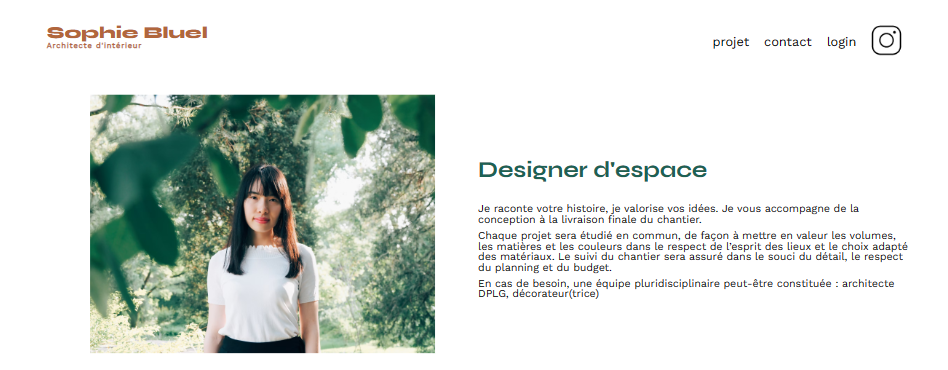 Sophie Bluel
Architecte d'intérieur
projet contact login
Designer d'espace
Je raconte votre histoire, je valorise vos idées. Je vous accompagne de la
conception à la livraison finale du chantier.
Chaque projet sera étudié en commun, de façon à mettre en valeur les volumes,
les matières et les couleurs dans le respect de l'esprit des lieux et le choix adapté
des matériaux. Le suivi du chantier sera assuré dans le souci du détail, le respect
du planning et du budget.
En cas de besoin, une équipe pluridisciplinaire peut-être constituée : architecte
DPLG, décorateur(trice)